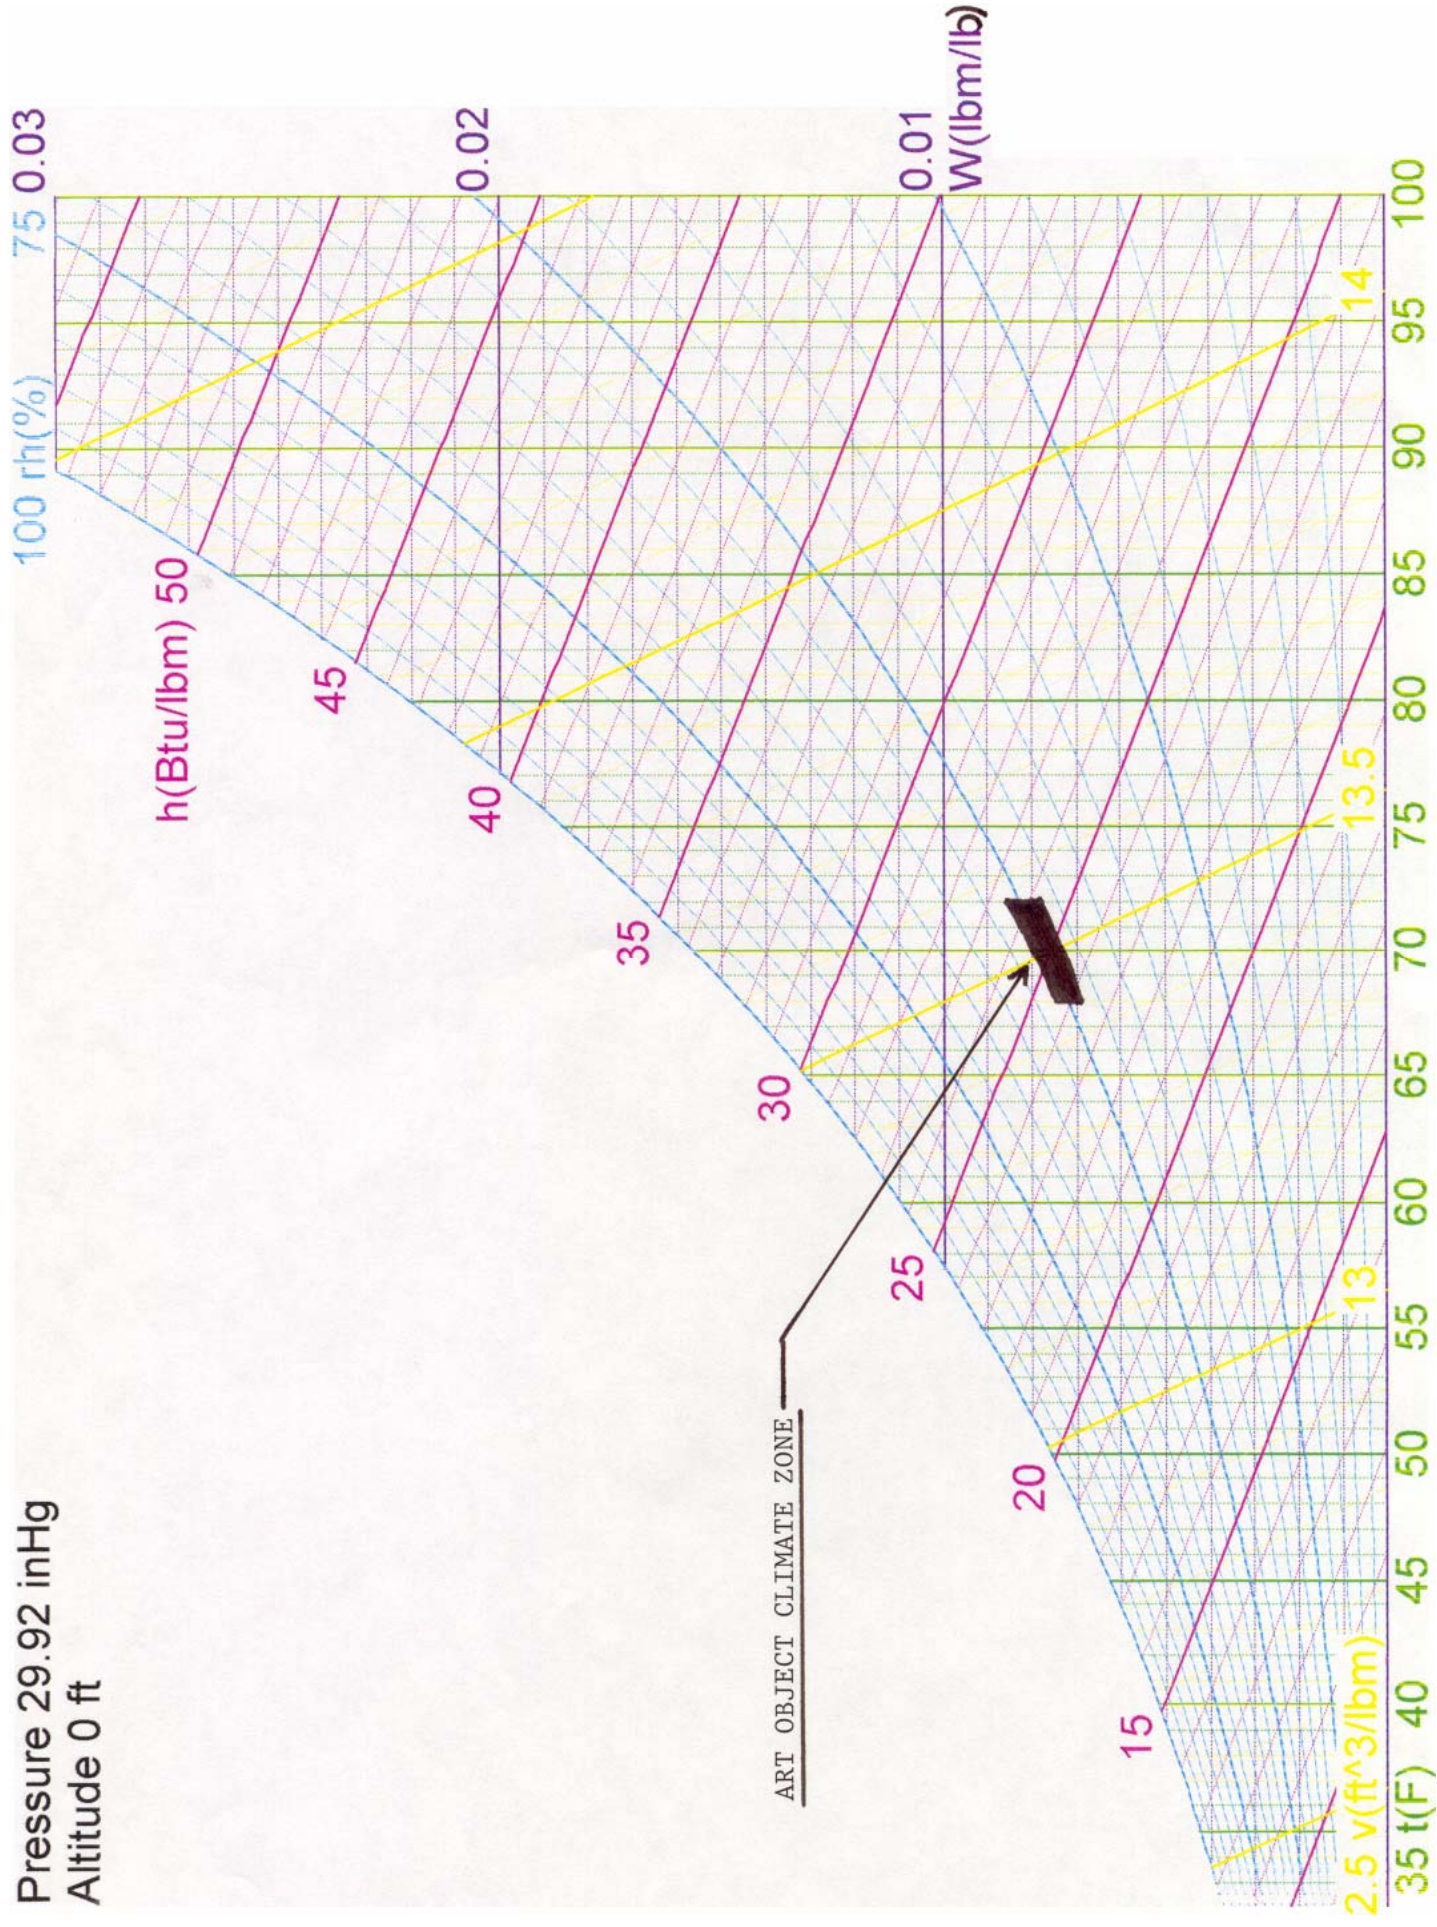 Pressure 29.92 inHg
Altitude 0 ft
100 rh(%) 75
0.03
h(Btu/lbm) 50
45
0.02
40
35
30
0.01
W(lbm/lb)
25
ART OBJECT CLIMATE ZONE
20
15
2.5 v(ft^3/lbm) 13 13.5 14
35 t(F) 40 45 50 55 60 65 70 75 80 85 90 95 100